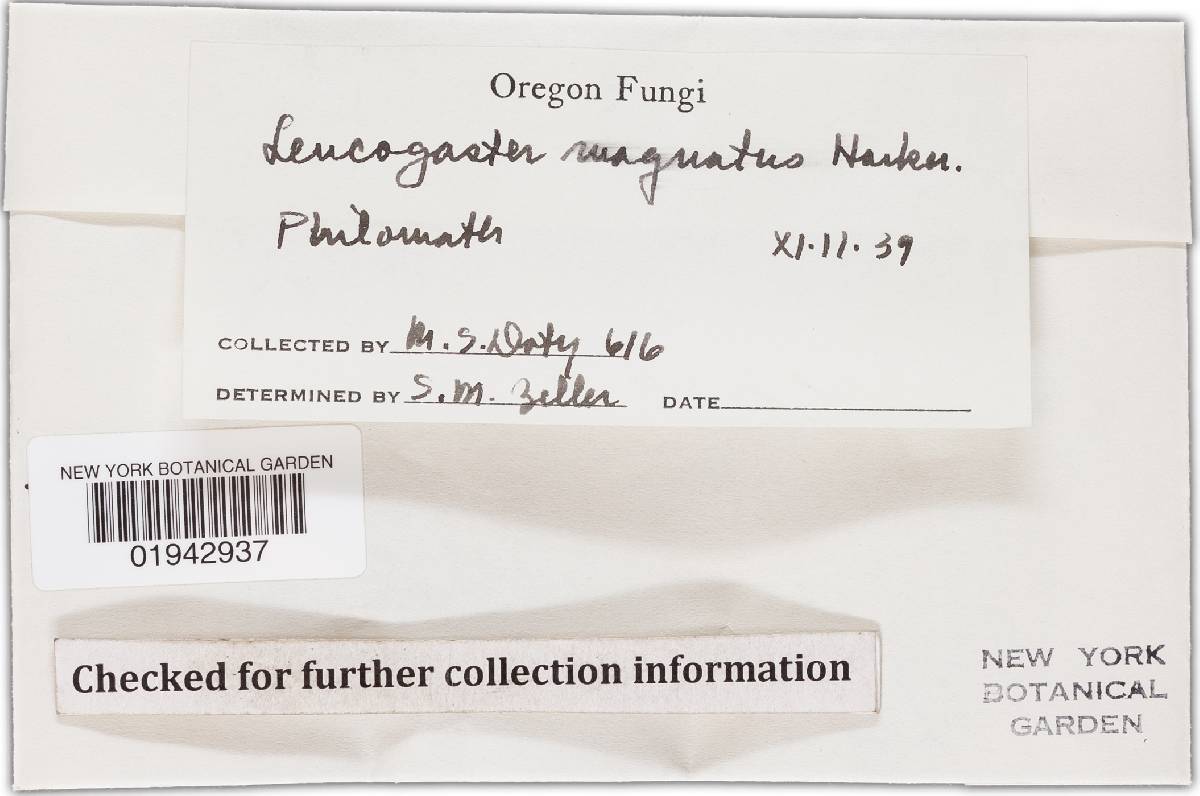 Oregon Fungi
Leucogaster magnatus Harkn.
Philomath XI.11.39
COLLECTED BY M.S. Doty 616
DETERMINED BY S.M. Zeller DATE
NEW YORK BOTANICAL GARDEN
01942937
Checked for further collection information
NEW YORK
BOTANICAL
GARDEN